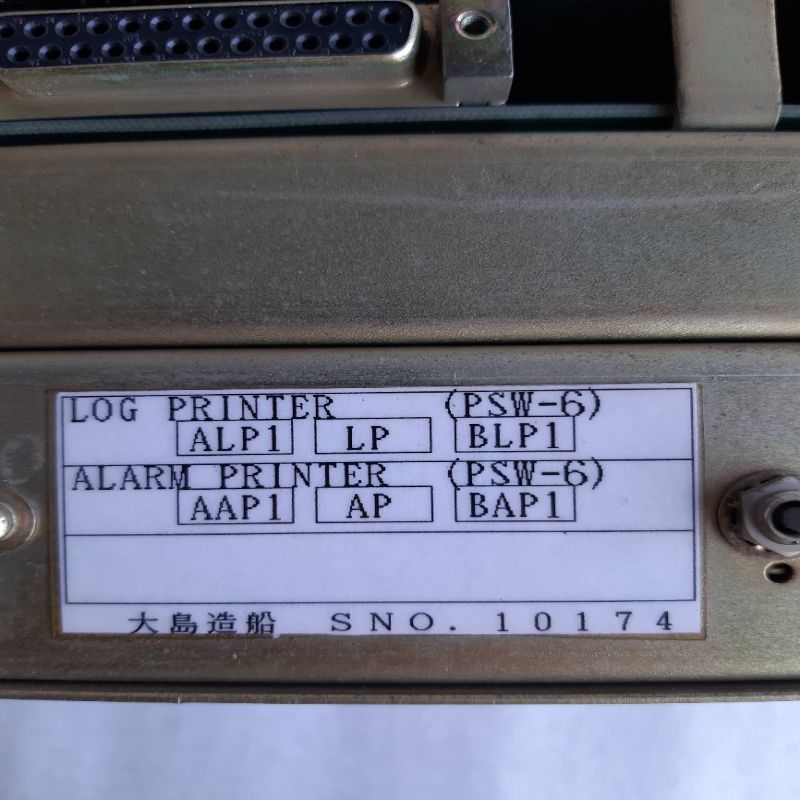 LOG PRINTER (PSW-6)
ALP1 LP BLP1
ALARM PRINTER (PSW-6)
AAP1 AP BAP1
大島造船 SNO. 10174